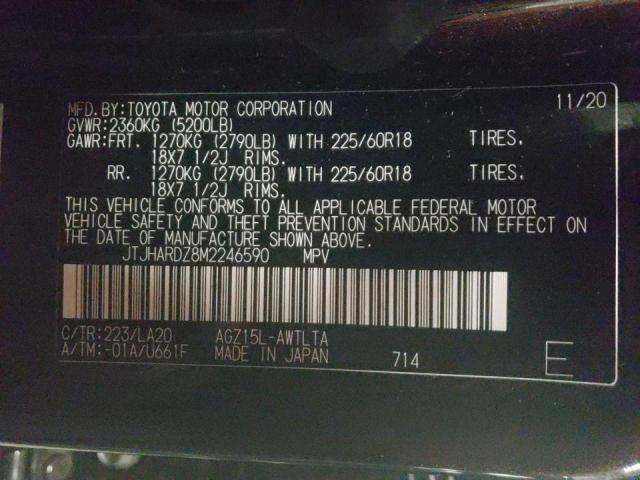 MFD.BY:TOYOTA MOTOR CORPORATION 11/20
GVWR:2360KG (5200LB)
GAWR:FRT. 1270KG (2790LB) WITH 225/60R18 TIRES,
18X7 1/2J RIMS.
RR. 1270KG (2790LB) WITH 225/60R18 TIRES,
18X7 1/2J RIMS.
THIS VEHICLE CONFORMS TO ALL APPLICABLE FEDERAL MOTOR
VEHICLE SAFETY AND THEFT PREVENTION STANDARDS IN EFFECT ON
THE DATE OF MANUFACTURE SHOWN ABOVE.
JTJHARDZ8M2246590 MPV
C/TR:223/LA20 AGZ15L-AWTLTA
A/TM:-01A/U661F MADE IN JAPAN 714 E